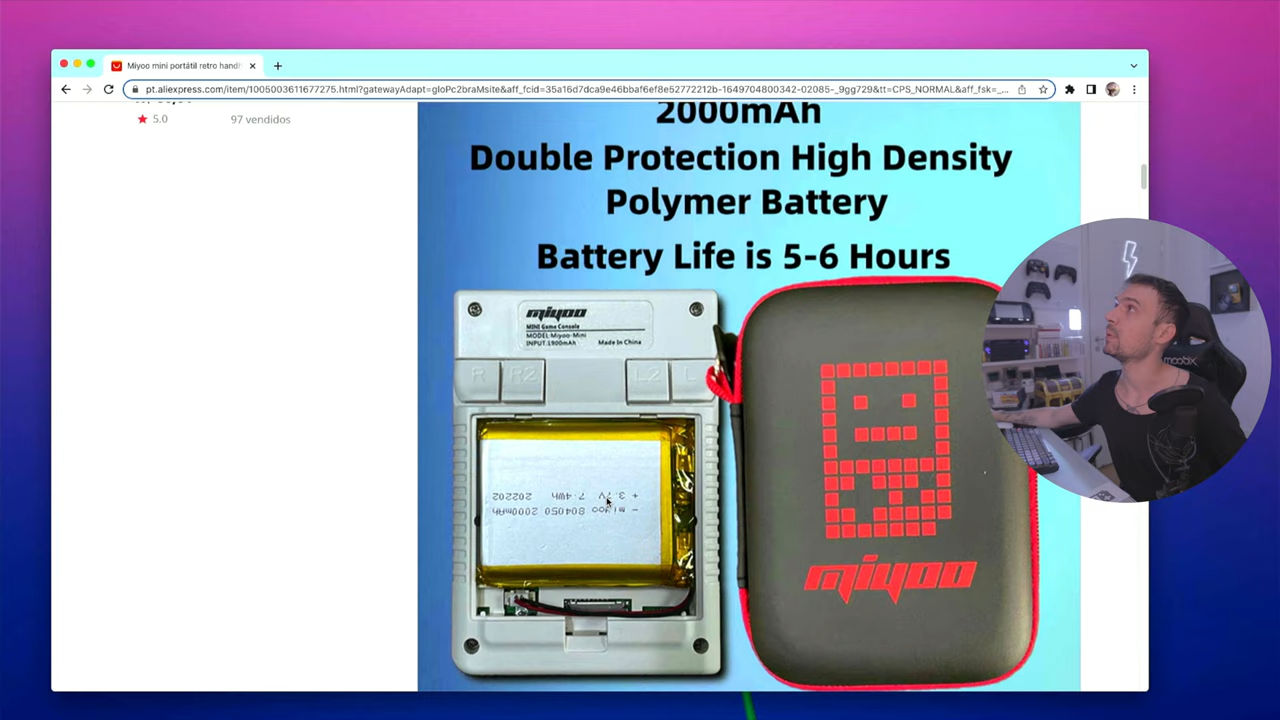 Miyoo mini portátil retro handh
pt.aliexpress.com/item/1005003611677275.html?gatewayAdapt=gloPc2braMsite&aff_fcid=35a16d7dca9e46bbaf6ef8e52772212b-1649704800342-02085-_9gg729&tt=CPS_NORMAL&aff_fsk=_...
5.0
97 vendidos
2000mAh
Double Protection High Density
Polymer Battery
Battery Life is 5-6 Hours
miyoo
MINI Game Console
MODEL:Miyoo-Mini
INPUT:1900mAh
Made In China
R
R2
L2
L
- miyoo 804050 2000mAh
+ 3.7V 7.4Wh 202202
miyoo